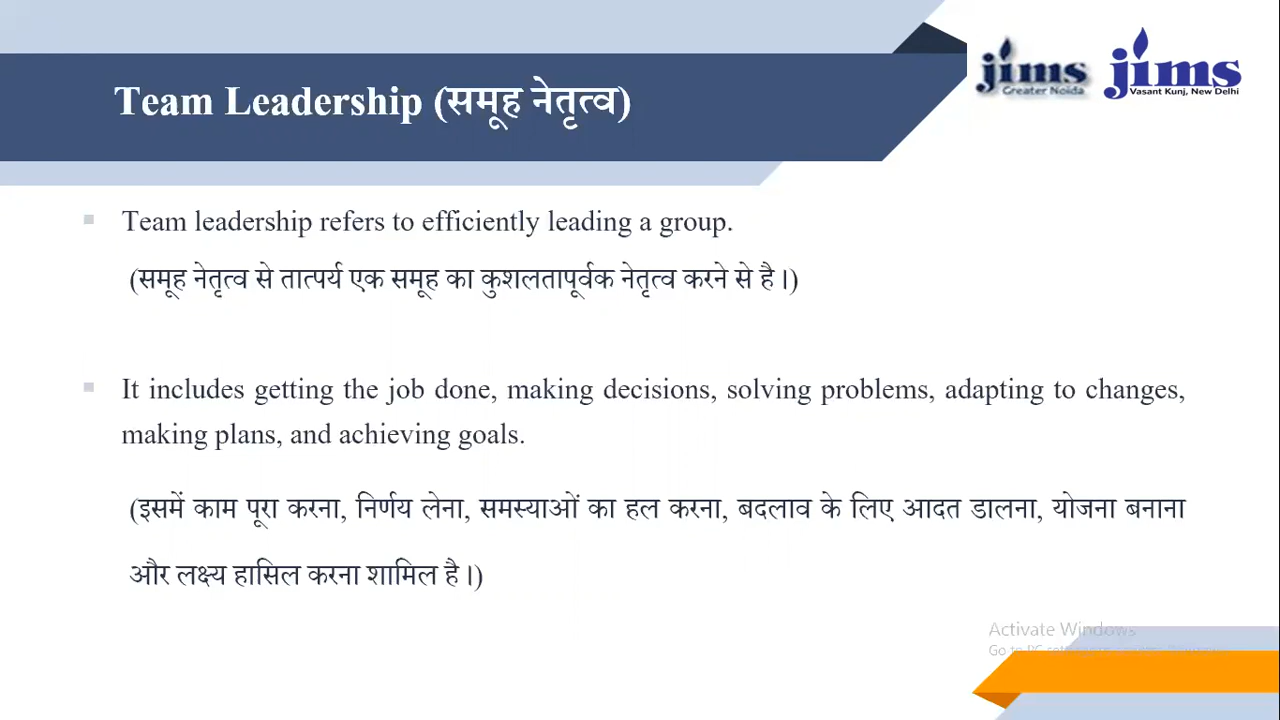 Team Leadership (समूह नेतृत्व)
jims
Greater Noida
jims
Vasant Kunj, New Delhi
Team leadership refers to efficiently leading a group.
(समूह नेतृत्व से तात्पर्य एक समूह का कुशलतापूर्वक नेतृत्व करने से है।)
It includes getting the job done, making decisions, solving problems, adapting to changes,
making plans, and achieving goals.
(इसमें काम पूरा करना, निर्णय लेना, समस्याओं का हल करना, बदलाव के लिए आदत डालना, योजना बनाना
और लक्ष्य हासिल करना शामिल है।)
Activate Windows
Go to PC